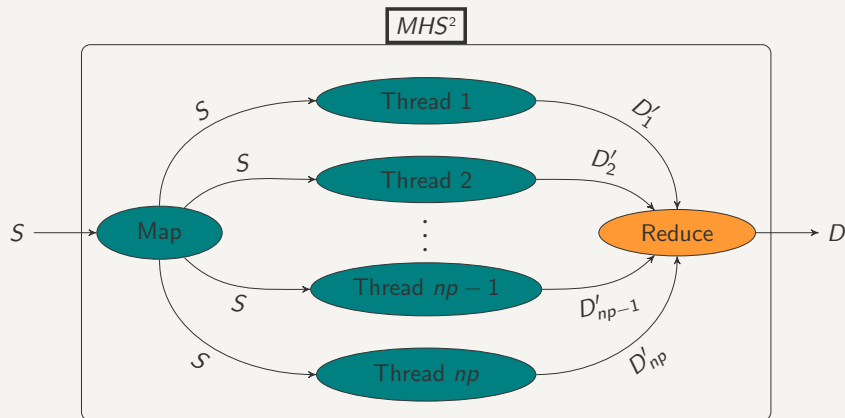 MHS²
S
Map
S
Thread 1
D′₁
S
Thread 2
D′₂
⋮
S
Thread np − 1
D′ₙₚ₋₁
S
Thread np
D′ₙₚ
Reduce
D